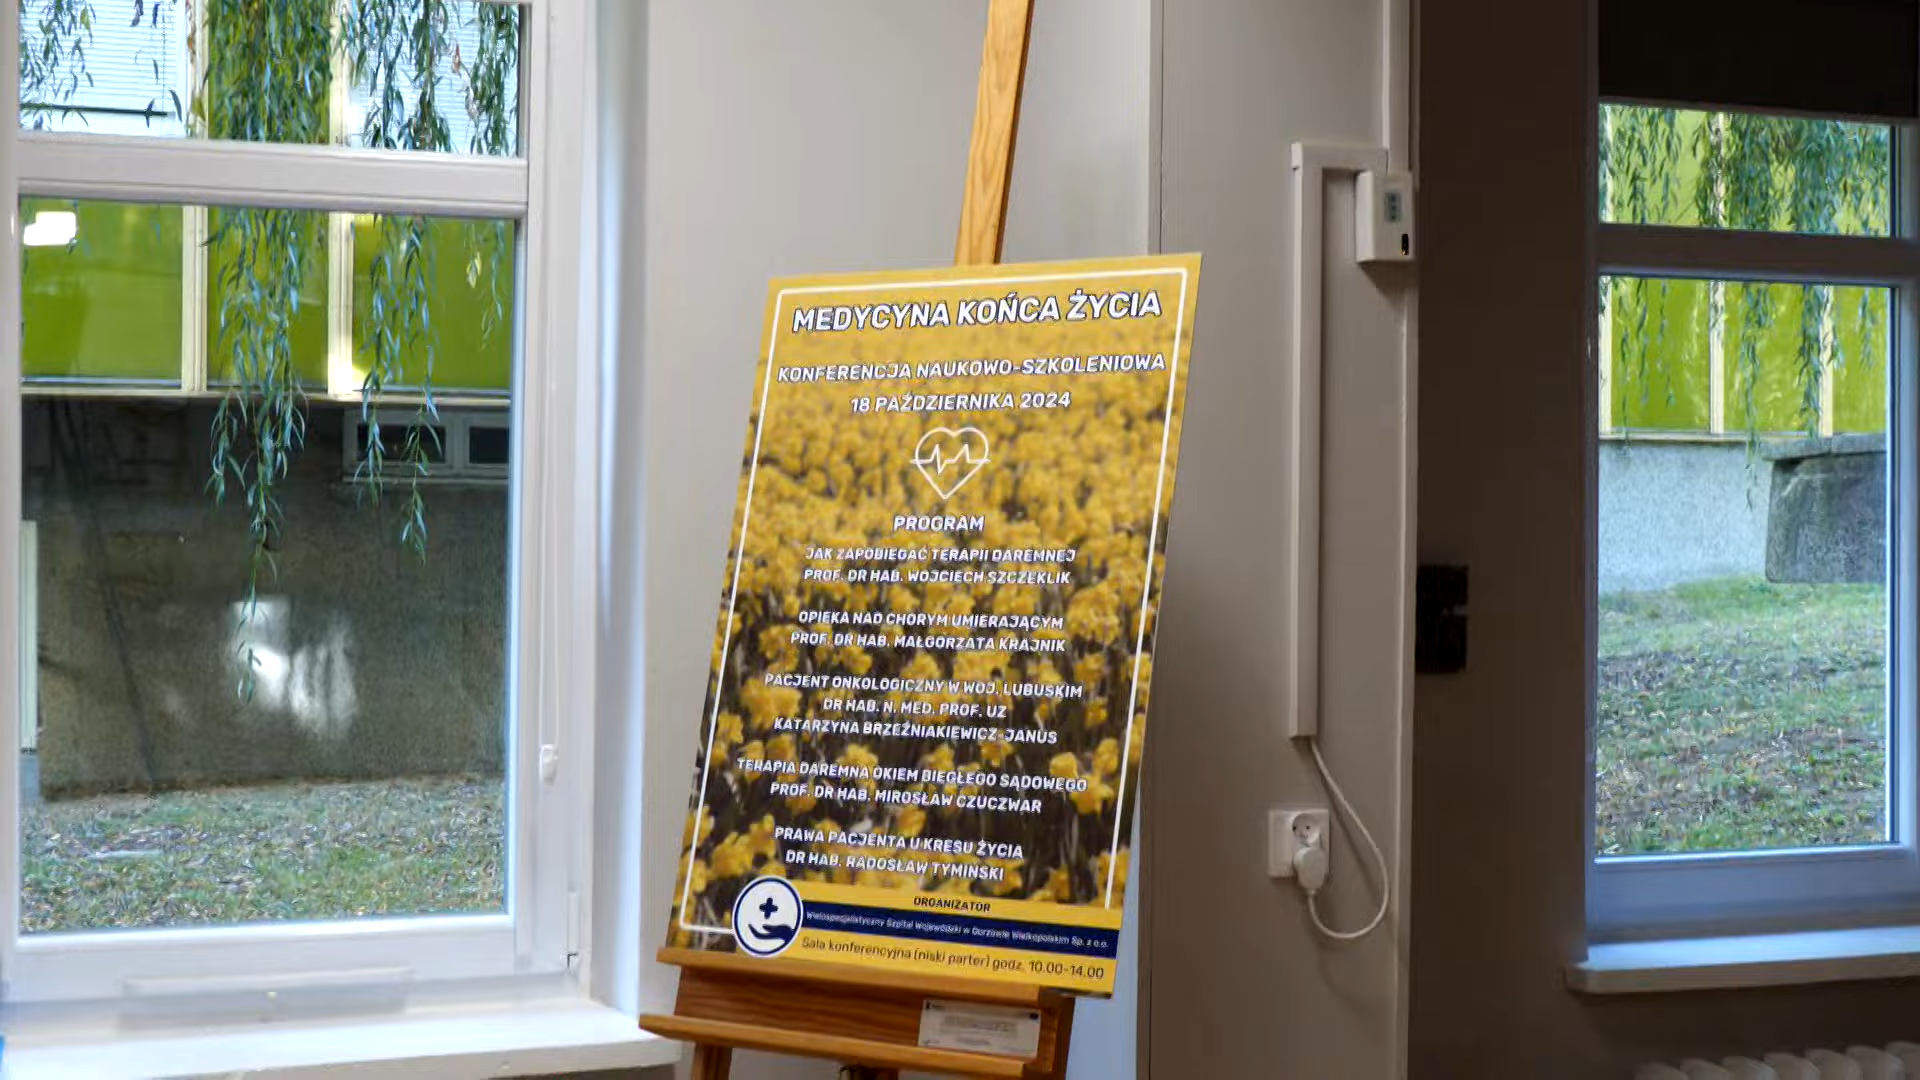 MEDYCYNA KOŃCA ŻYCIA
KONFERENCJA NAUKOWO-SZKOLENIOWA
18 PAŹDZIERNIKA 2024
PROGRAM
JAK ZAPOBIEGAĆ TERAPII DAREMNEJ
PROF. DR HAB. WOJCIECH SZCZEKLIK
OPIEKA NAD CHORYM UMIERAJĄCYM
PROF. DR HAB. MAŁGORZATA KRAJNIK
PACJENT ONKOLOGICZNY W WOJ. LUBUSKIM
DR HAB. N. MED. PROF. UZ
KATARZYNA BRZEŹNIAKIEWICZ-JANUS
TERAPIA DAREMNA OKIEM BIEGŁEGO SĄDOWEGO
PROF. DR HAB. MIROSŁAW CZUCZWAR
PRAWA PACJENTA U KRESU ŻYCIA
DR HAB. RADOSŁAW TYMIŃSKI
ORGANIZATOR
Wielospecjalistyczny Szpital Wojewódzki w Gorzowie Wielkopolskim Sp. z o.o.
Sala konferencyjna (niski parter) godz. 10.00-14.00